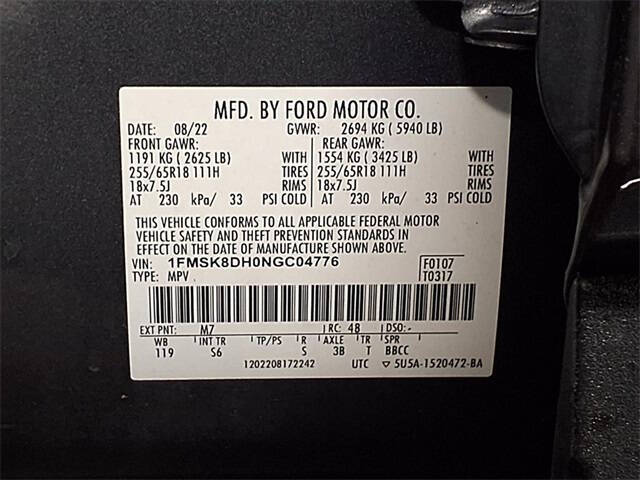 MFD. BY FORD MOTOR CO.
DATE: 08/22 GVWR: 2694 KG ( 5940 LB)
FRONT GAWR: REAR GAWR:
1191 KG ( 2625 LB) WITH 1554 KG ( 3425 LB) WITH
255/65R18 111H TIRES 255/65R18 111H TIRES
18x7.5J RIMS 18x7.5J RIMS
AT 230 kPa/ 33 PSI COLD AT 230 kPa/ 33 PSI COLD
THIS VEHICLE CONFORMS TO ALL APPLICABLE FEDERAL MOTOR
VEHICLE SAFETY AND THEFT PREVENTION STANDARDS IN
EFFECT ON THE DATE OF MANUFACTURE SHOWN ABOVE.
VIN: 1FMSK8DH0NGC04776 F0107
TYPE: MPV T0317
EXT PNT: M7 RC: 48 DSO: -
WB INT TR TP/PS R AXLE TR SPR
119 S6 S 3B T BBCC
1202208172242 UTC ▽ 5U5A-1520472-BA